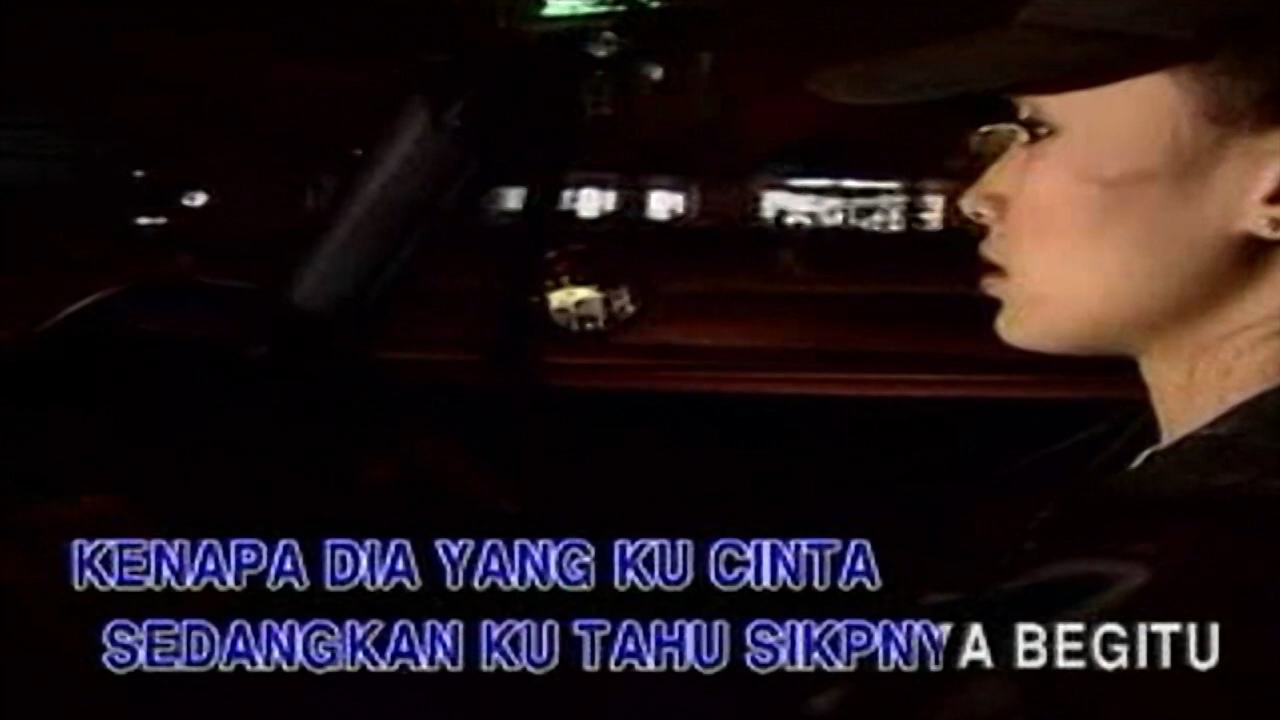 KENAPA DIA YANG KU CINTA
SEDANGKAN KU TAHU SIKPNYA BEGITU